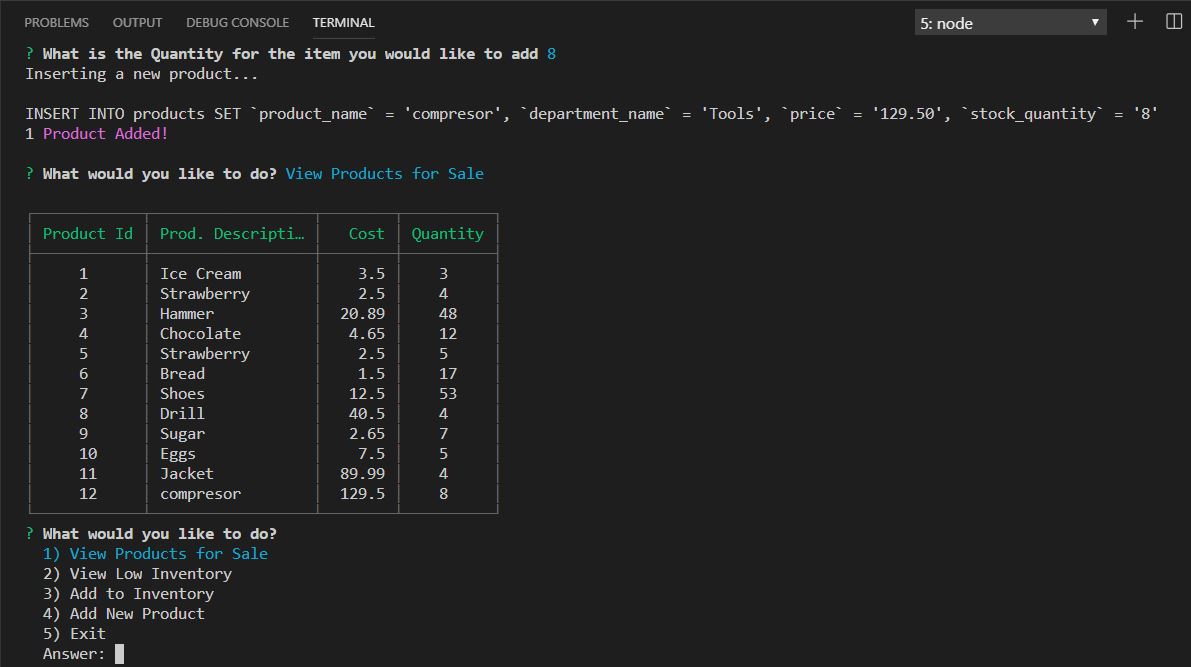 PROBLEMS OUTPUT DEBUG CONSOLE TERMINAL 5: node
? What is the Quantity for the item you would like to add 8
Inserting a new product...
INSERT INTO products SET `product_name` = 'compresor', `department_name` = 'Tools', `price` = '129.50', `stock_quantity` = '8'
1 Product Added!
? What would you like to do? View Products for Sale
Product Id Prod. Descripti… Cost Quantity
1 Ice Cream 3.5 3
2 Strawberry 2.5 4
3 Hammer 20.89 48
4 Chocolate 4.65 12
5 Strawberry 2.5 5
6 Bread 1.5 17
7 Shoes 12.5 53
8 Drill 40.5 4
9 Sugar 2.65 7
10 Eggs 7.5 5
11 Jacket 89.99 4
12 compresor 129.5 8
? What would you like to do?
1) View Products for Sale
2) View Low Inventory
3) Add to Inventory
4) Add New Product
5) Exit
Answer: